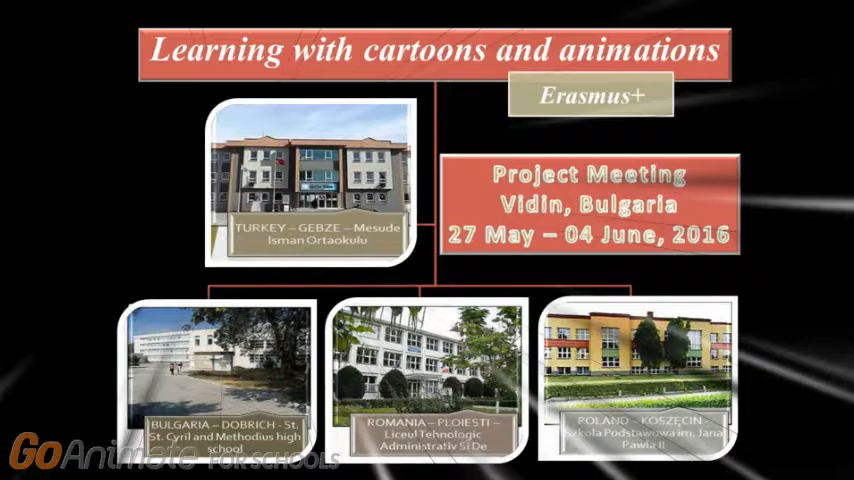 Learning with cartoons and animations
Erasmus+
Project Meeting
Vidin, Bulgaria
27 May – 04 June, 2016
TURKEY – GEBZE – Mesude
Isman Ortaokulu
BULGARIA – DOBRICH - St.
St. Cyril and Methodius high
school
ROMANIA – PLOIESTI –
Liceul Tehnologic
Administrativ Si De
POLAND - KOSZĘCIN
Szkola Podstawowa im. Jana
Pawla II
GoAnimate FOR SCHOOLS